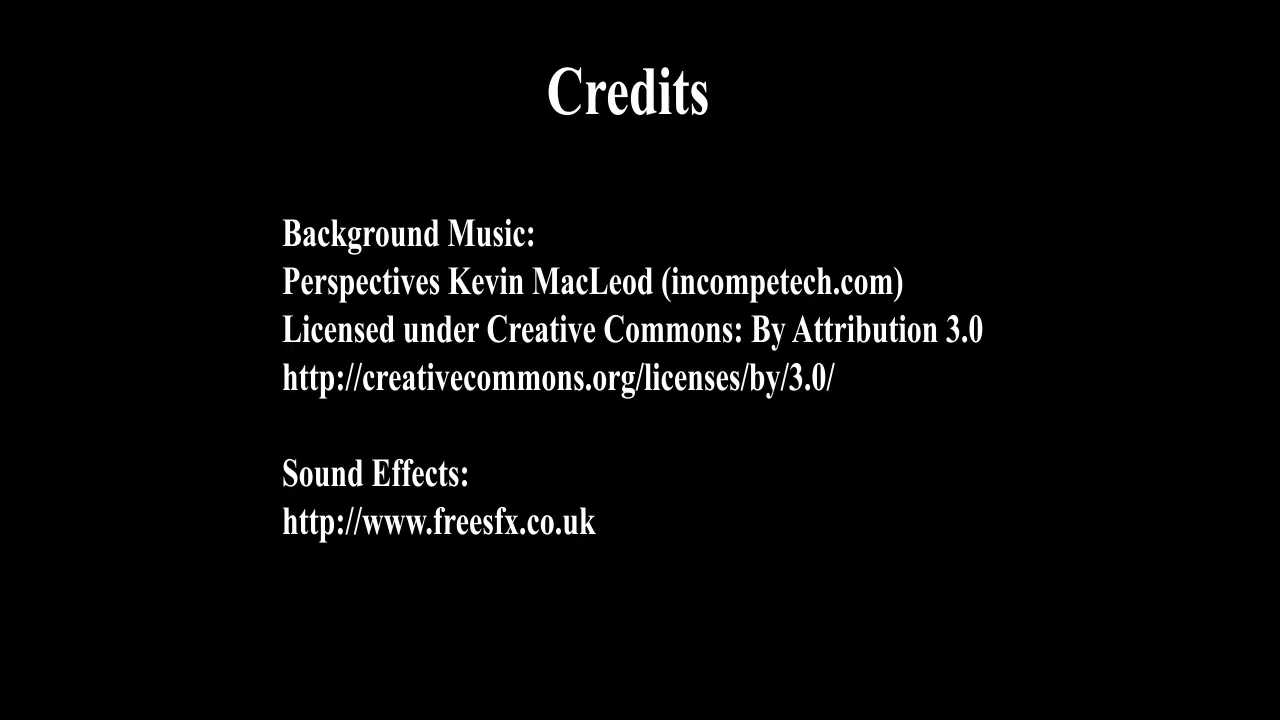 Credits
Background Music:
Perspectives Kevin MacLeod (incompetech.com)
Licensed under Creative Commons: By Attribution 3.0
http://creativecommons.org/licenses/by/3.0/
Sound Effects:
http://www.freesfx.co.uk